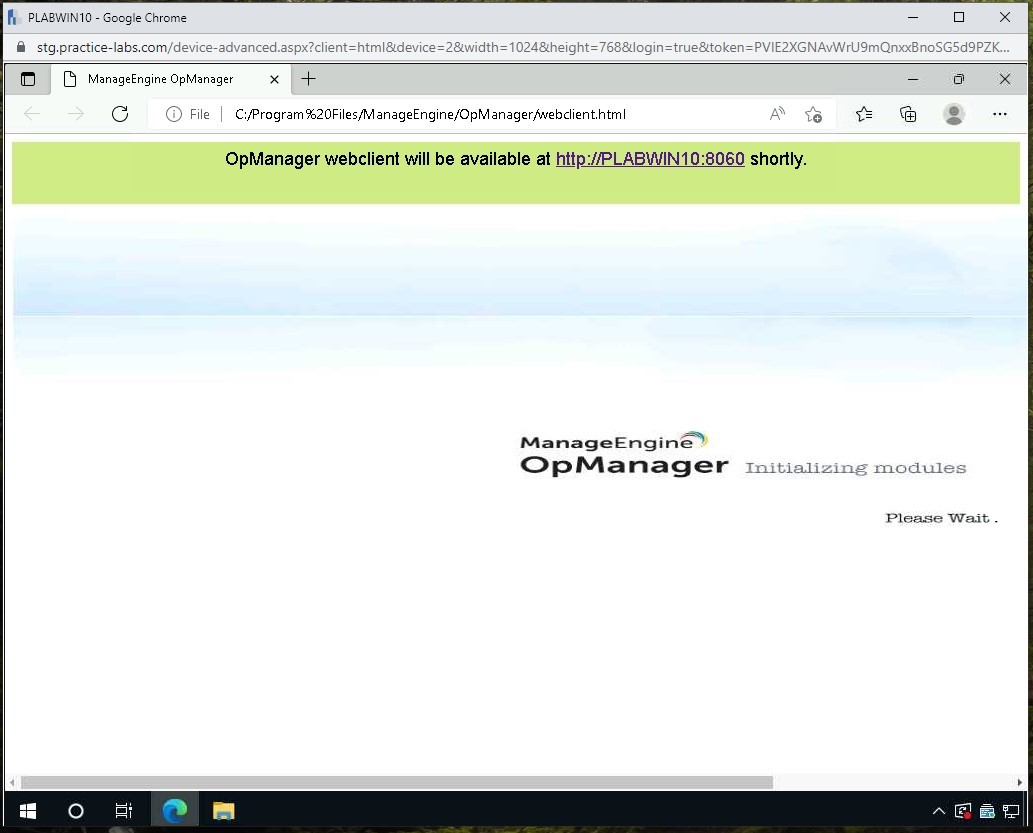 PLABWIN10 - Google Chrome
stg.practice-labs.com/device-advanced.aspx?client=html&device=2&width=1024&height=768&login=true&token=PVIE2XGNAvWrU9mQnxxBnoSG5d9PZK...
ManageEngine OpManager
File C:/Program%20Files/ManageEngine/OpManager/webclient.html
OpManager webclient will be available at http://PLABWIN10:8060 shortly.
ManageEngine
OpManager Initializing modules
Please Wait .